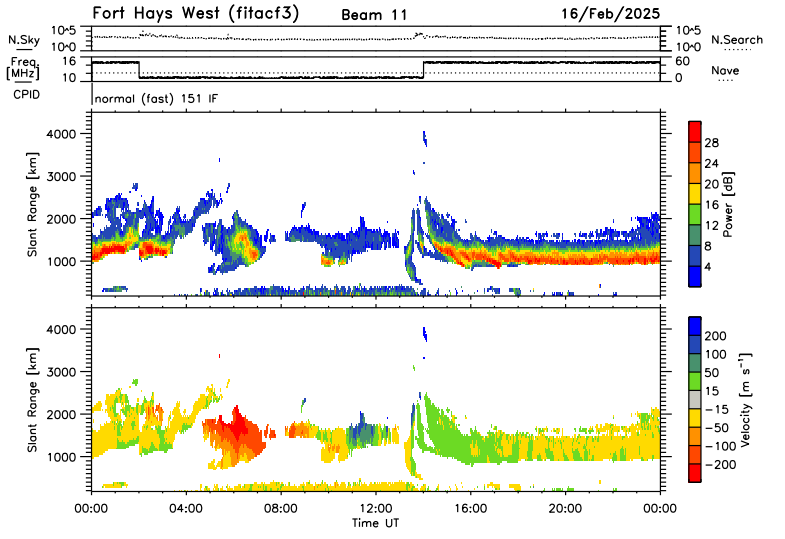 Fort Hays West (fitacf3) Beam 11 16/Feb/2025
N.Sky 10^5 10^0 10^5 10^0 N.Search
Freq. [MHz] 16 10 60 0 Nave
CPID normal (fast) 151 IF
4000
3000
2000
1000
Slant Range [km]
28
24
20
16
12
8
4
Power [dB]
4000
3000
2000
1000
Slant Range [km]
200
100
50
15
-15
-50
-100
-200
Velocity [m s⁻¹]
00:00 04:00 08:00 12:00 16:00 20:00 00:00
Time UT